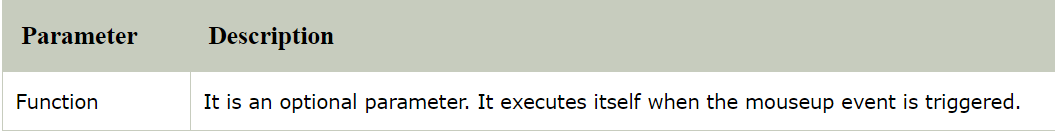 Parameter Description
Function It is an optional parameter. It executes itself when the mouseup event is triggered.